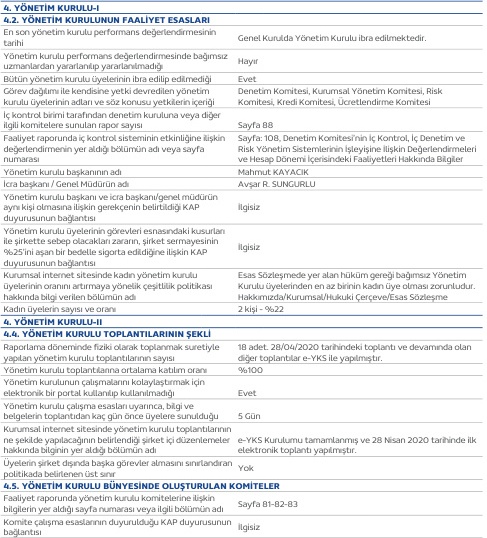 4. YÖNETİM KURULU-I
4.2. YÖNETİM KURULUNUN FAALİYET ESASLARI
En son yönetim kurulu performans değerlendirmesinin
tarihi
Genel Kurulda Yönetim Kurulu ibra edilmektedir.
Yönetim kurulu performans değerlendirmesinde bağımsız
uzmanlardan yararlanılıp yararlanılmadığı
Hayır
Bütün yönetim kurulu üyelerinin ibra edilip edilmediği
Evet
Görev dağılımı ile kendisine yetki devredilen yönetim
kurulu üyelerinin adları ve söz konusu yetkilerin içeriği
Denetim Komitesi, Kurumsal Yönetim Komitesi, Risk
Komitesi, Kredi Komitesi, Ücretlendirme Komitesi
İç kontrol birimi tarafından denetim kuruluna veya diğer
ilgili komitelere sunulan rapor sayısı
Sayfa 88
Faaliyet raporunda iç kontrol sisteminin etkinliğine ilişkin
değerlendirmenin yer aldığı bölümün adı veya sayfa
numarası
Sayfa: 108, Denetim Komitesi'nin İç Kontrol, İç Denetim ve
Risk Yönetim Sistemlerinin İşleyişine İlişkin Değerlendirmeleri
ve Hesap Dönemi İçerisindeki Faaliyetleri Hakkında Bilgiler
Yönetim kurulu başkanının adı
Mahmut KAYACIK
İcra başkanı / Genel Müdürün adı
Avşar R. SUNGURLU
Yönetim kurulu başkanı ve icra başkanı/genel müdürün
aynı kişi olmasına ilişkin gerekçenin belirtildiği KAP
duyurusunun bağlantısı
İlgisiz
Yönetim kurulu üyelerinin görevleri esnasındaki kusurları
ile şirkette sebep olacakları zararın, şirket sermayesinin
%25'ini aşan bir bedelle sigorta edildiğine ilişkin KAP
duyurusunun bağlantısı
İlgisiz
Kurumsal internet sitesinde kadın yönetim kurulu
üyelerinin oranını artırmaya yönelik çeşitlilik politikası
hakkında bilgi verilen bölümün adı
Esas Sözleşmede yer alan hüküm gereği bağımsız Yönetim
Kurulu üyelerinden en az birinin kadın üye olması zorunludur.
Hakkımızda/Kurumsal/Hukuki Çerçeve/Esas Sözleşme
Kadın üyelerin sayısı ve oranı
2 kişi - %22
4. YÖNETİM KURULU-II
4.4. YÖNETİM KURULU TOPLANTILARININ ŞEKLİ
Raporlama döneminde fiziki olarak toplanmak suretiyle
yapılan yönetim kurulu toplantılarının sayısı
18 adet. 28/04/2020 tarihindeki toplantı ve devamında olan
diğer toplantılar e-YKS ile yapılmıştır.
Yönetim kurulu toplantılarına ortalama katılım oranı
%100
Yönetim kurulunun çalışmalarını kolaylaştırmak için
elektronik bir portal kullanılıp kullanılmadığı
Evet
Yönetim kurulu çalışma esasları uyarınca, bilgi ve
belgelerin toplantıdan kaç gün önce üyelere sunulduğu
5 Gün
Kurumsal internet sitesinde yönetim kurulu toplantılarının
ne şekilde yapılacağının belirlendiği şirket içi düzenlemeler
hakkında bilginin yer aldığı bölümün adı
e-YKS Kurulumu tamamlanmış ve 28 Nisan 2020 tarihinde ilk
elektronik toplantı yapılmıştır.
Üyelerin şirket dışında başka görevler almasını sınırlandıran
politikada belirlenen üst sınır
Yok
4.5. YÖNETİM KURULU BÜNYESİNDE OLUŞTURULAN KOMİTELER
Faaliyet raporunda yönetim kurulu komitelerine ilişkin
bilgilerin yer aldığı sayfa numarası veya ilgili bölümün adı
Sayfa 81-82-83
Komite çalışma esaslarının duyurulduğu KAP duyurusunun
bağlantısı
İlgisiz